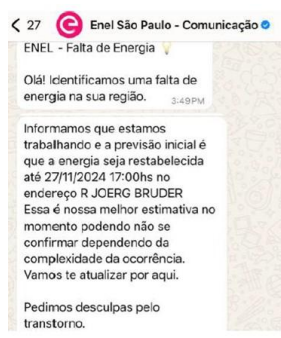 27 Enel São Paulo - Comunicação
ENEL - Falta de Energia
Olá! Identificamos uma falta de
energia na sua região.
3:49PM
Informamos que estamos
trabalhando e a previsão inicial é
que a energia seja restabelecida
até 27/11/2024 17:00hs no
endereço R JOERG BRUDER
Essa é nossa melhor estimativa no
momento podendo não se
confirmar dependendo da
complexidade da ocorrência.
Vamos te atualizar por aqui.
Pedimos desculpas pelo
transtorno.